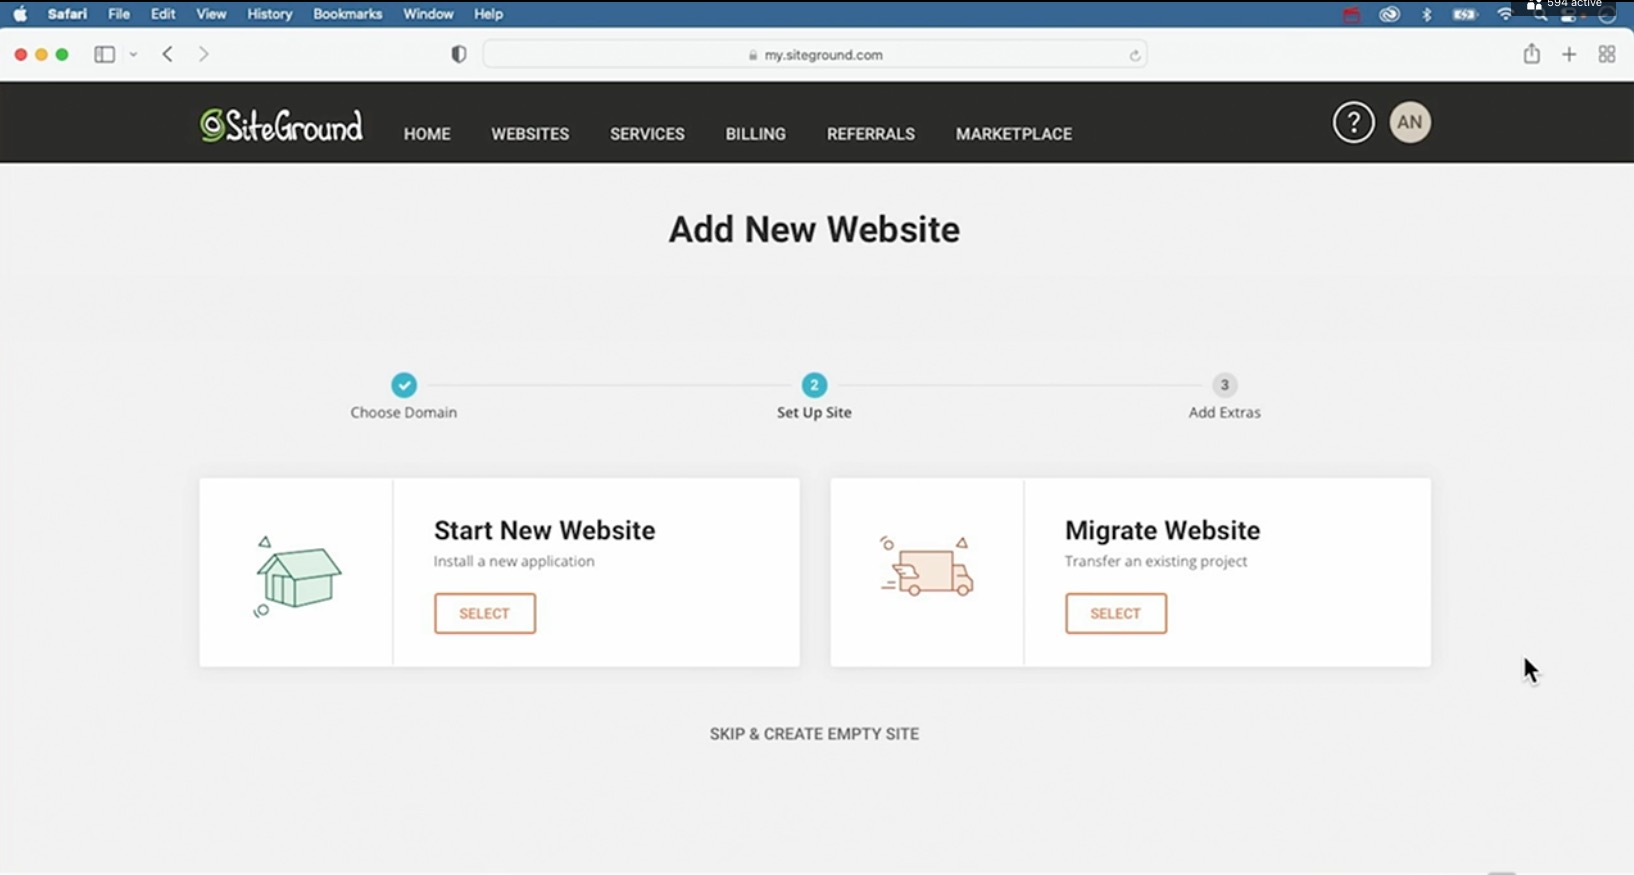 594 active
Safari File Edit View History Bookmarks Window Help
my.siteground.com
SiteGround HOME WEBSITES SERVICES BILLING REFERRALS MARKETPLACE ? AN
Add New Website
2 3
Choose Domain Set Up Site Add Extras
Start New Website
Install a new application
SELECT
Migrate Website
Transfer an existing project
SELECT
SKIP & CREATE EMPTY SITE